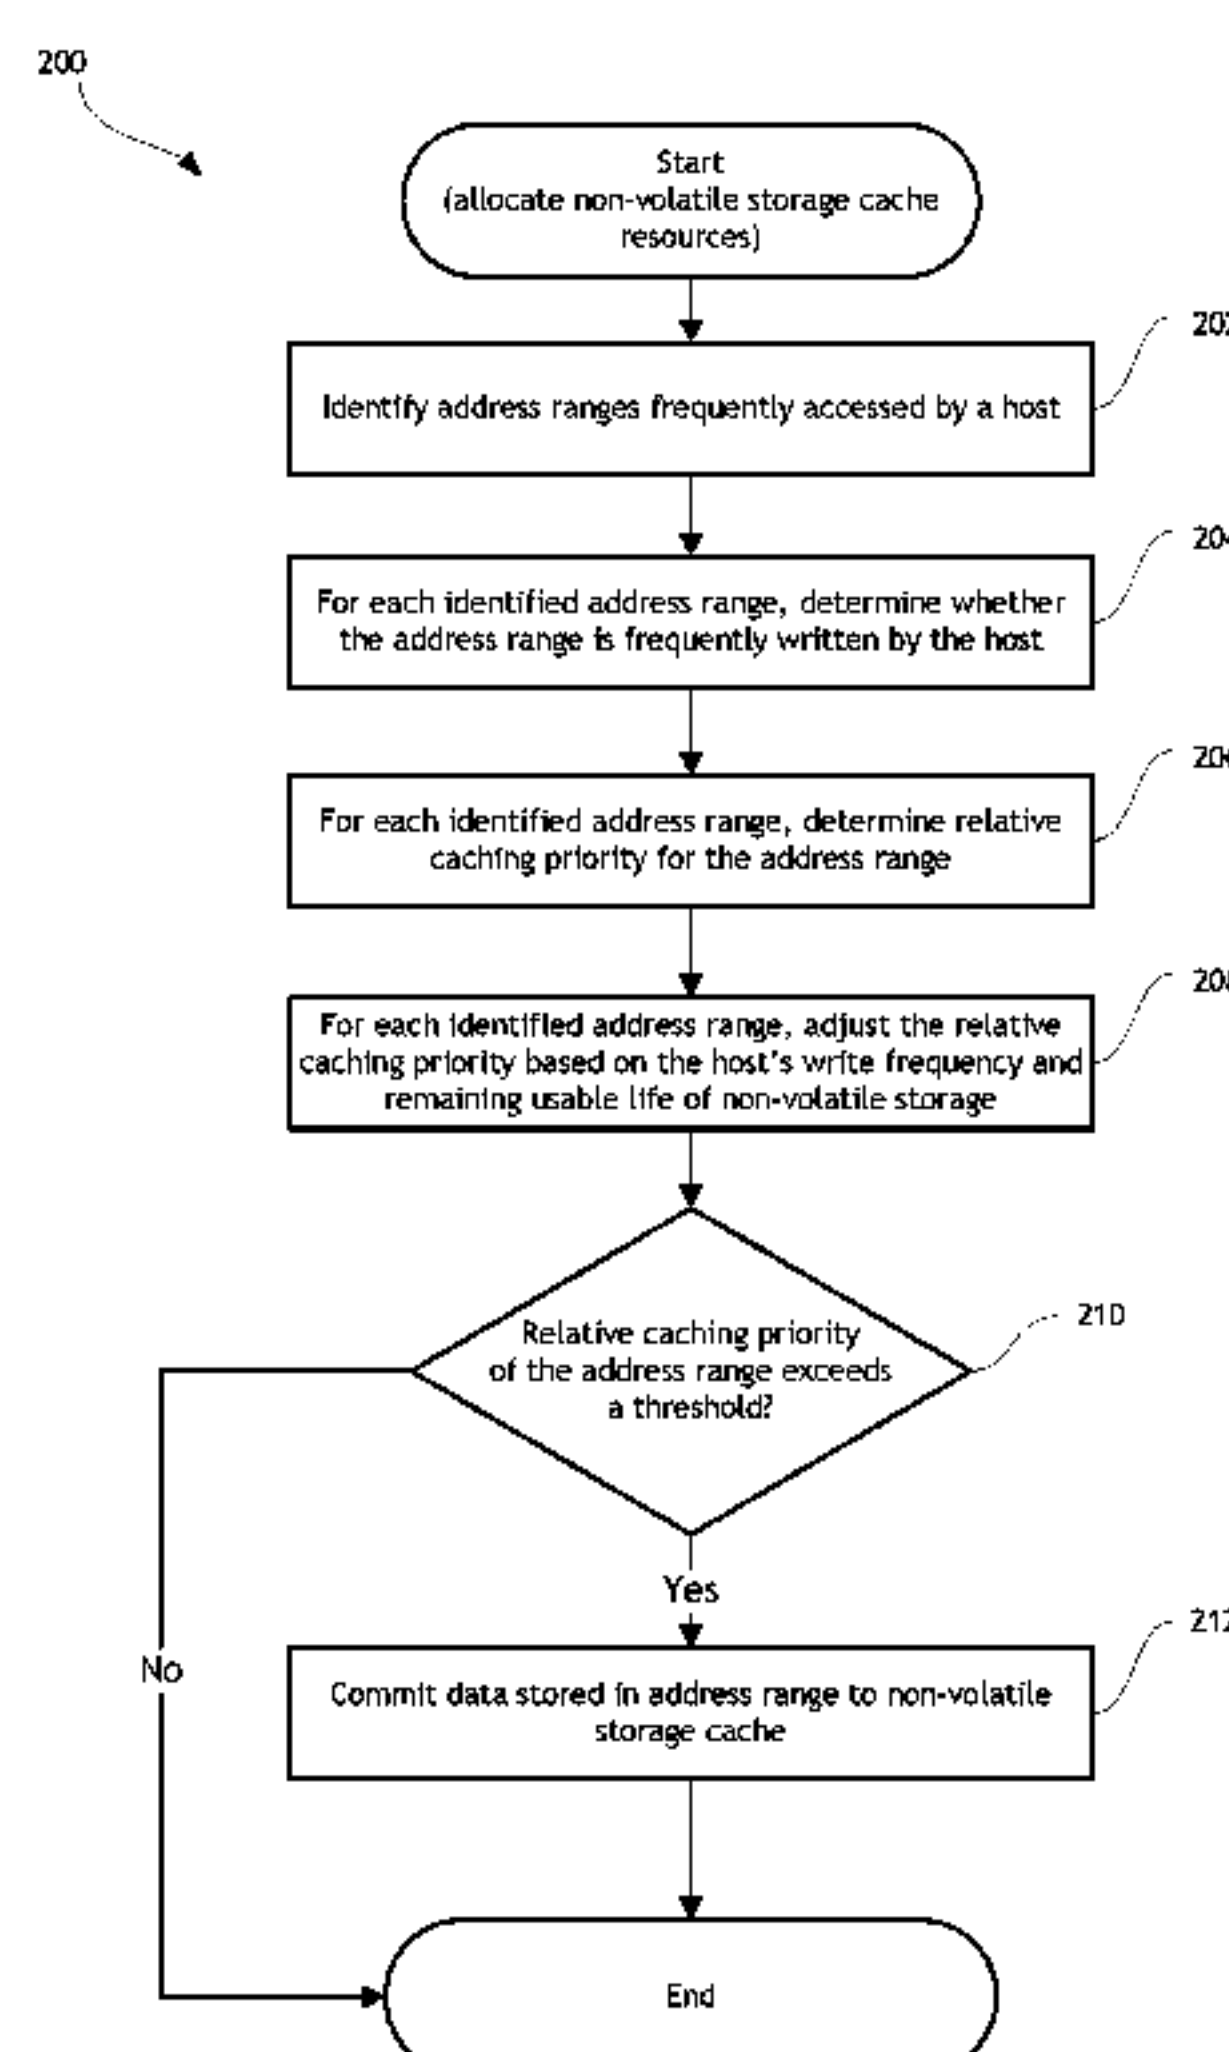 200
Start
(allocate non-volatile storage cache
resources)
Identify address ranges frequently accessed by a host
For each identified address range, determine whether
the address range is frequently written by the host
For each identified address range, determine relative
caching priority for the address range
For each identified address range, adjust the relative
caching priority based on the host's write frequency and
remaining usable life of non-volatile storage
Relative caching priority
of the address range exceeds
a threshold?
210
Yes
No
Commit data stored in address range to non-volatile
storage cache
End